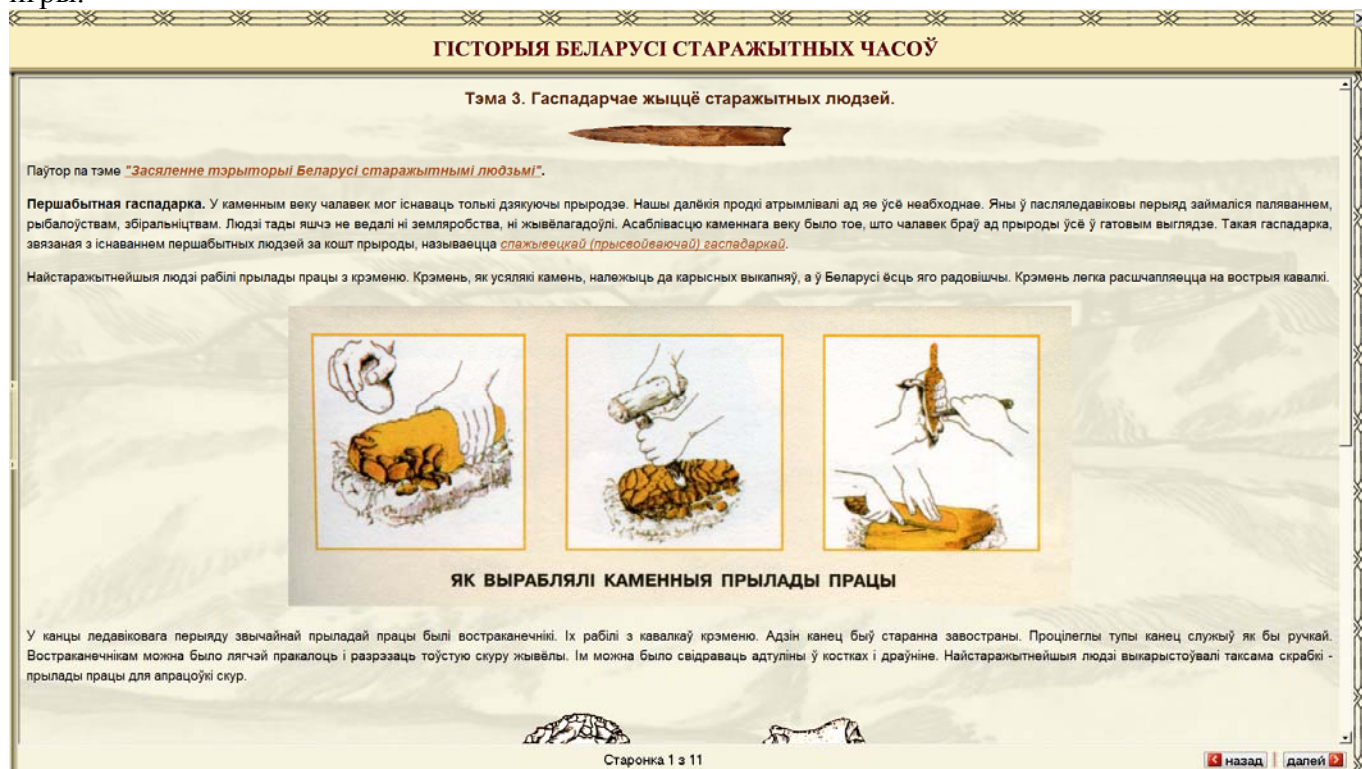 игры.
ГІСТОРЫЯ БЕЛАРУСІ СТАРАЖЫТНЫХ ЧАСОЎ
Тэма 3. Гаспадарчае жыццё старажытных людзей.
Паўтор па тэме "Засяленне тэрыторыі Беларусі старажытнымі людзьмі".
Першабытная гаспадарка. У каменным веку чалавек мог існаваць толькі дзякуючы прыродзе. Нашы далёкія продкі атрымлівалі ад яе ўсё неабходнае. Яны ў пасляледавіковы перыяд займаліся паляваннем,
рыбалоўствам, збіральніцтвам. Людзі тады яшчэ не ведалі ні земляробства, ні жывёлагадоўлі. Асаблівасцю каменнага веку было тое, што чалавек браў ад прыроды ўсё ў гатовым выглядзе. Такая гаспадарка,
звязаная з існаваннем першабытных людзей за кошт прыроды, называецца спажывецкай (прысвойваючай) гаспадаркай.
Найстаражытнейшыя людзі рабілі прылады працы з крэменю. Крэмень, як усялякі камень, належыць да карысных выкапняў, а ў Беларусі ёсць яго радовішчы. Крэмень легка расшчапляецца на вострыя кавалкі.
ЯК ВЫРАБЛЯЛІ КАМЕННЫЯ ПРЫЛАДЫ ПРАЦЫ
У канцы ледавіковага перыяду звычайнай прыладай працы былі востраканечнікі. Іх рабілі з кавалкаў крэменю. Адзін канец быў старанна завостраны. Процілеглы тупы канец служыў як бы ручкай.
Востраканечнікам можна было лягчэй пракалоць і разрэзаць тоўстую скуру жывёлы. Ім можна было свідраваць адтуліны ў костках і драўніне. Найстаражытнейшыя людзі выкарыстоўвалі таксама скрабкі -
прылады працы для апрацоўкі скур.
Старонка 1 з 11
назад
далей